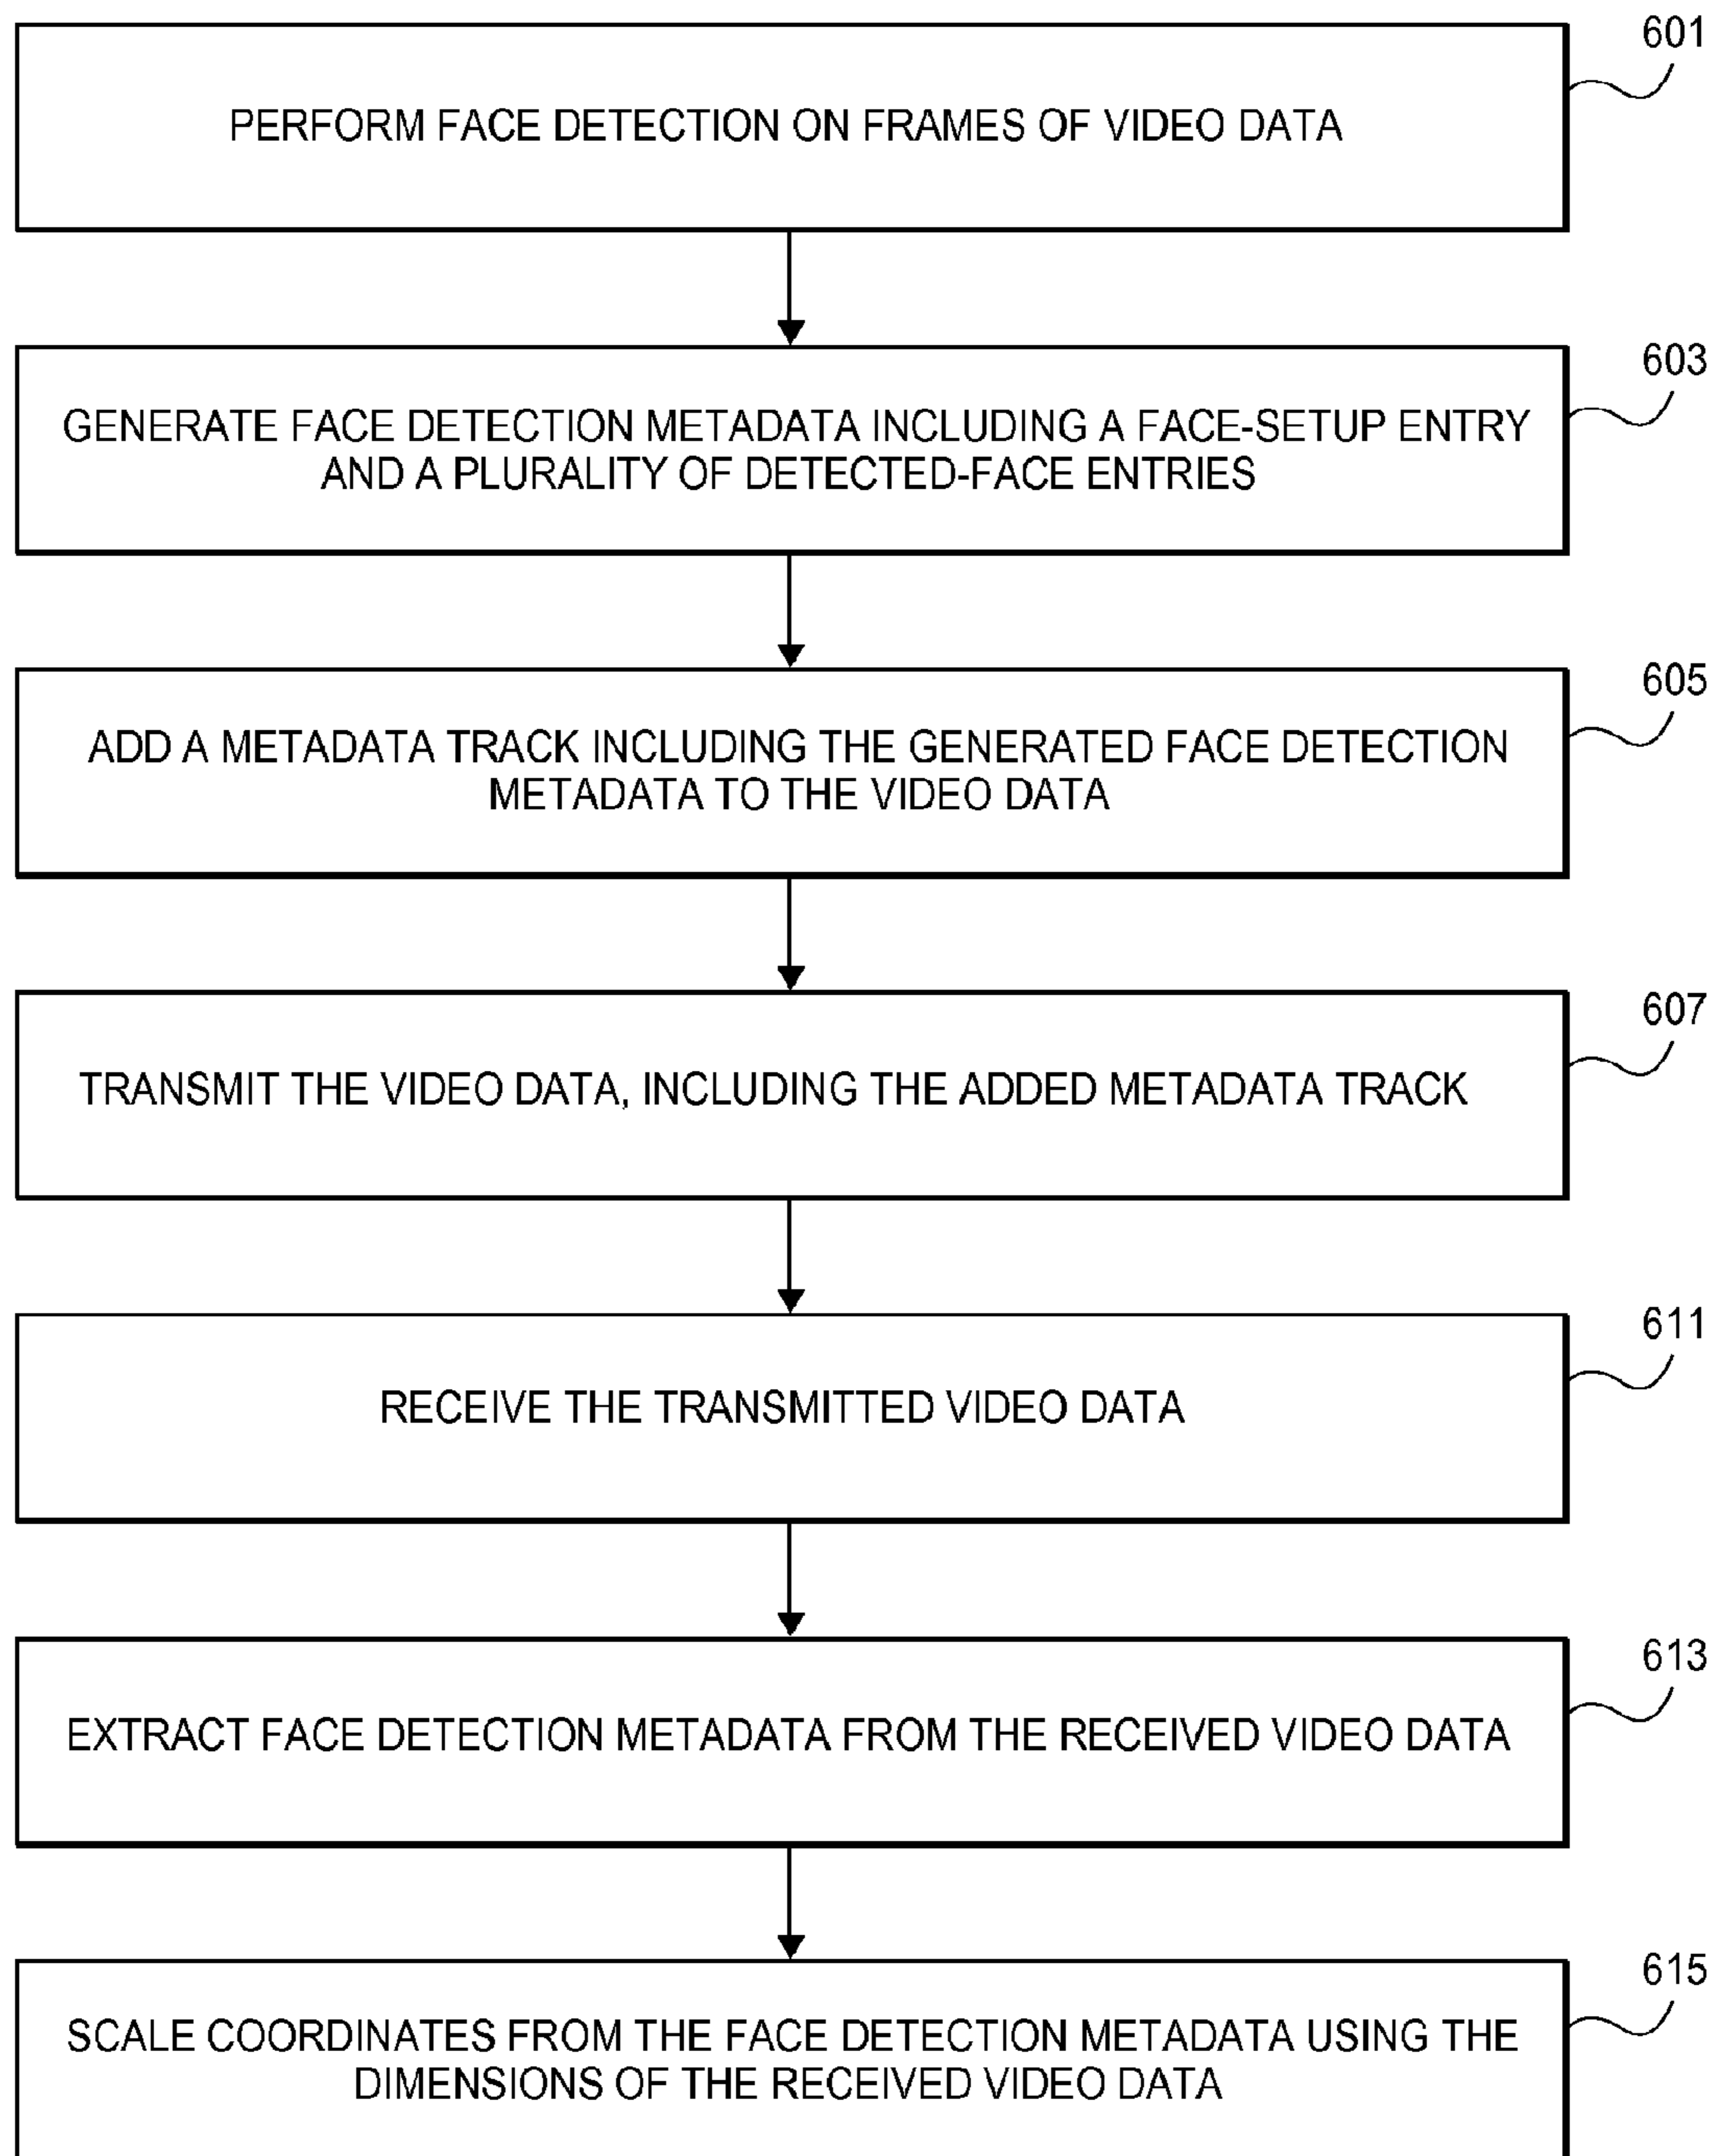 601
PERFORM FACE DETECTION ON FRAMES OF VIDEO DATA
603
GENERATE FACE DETECTION METADATA INCLUDING A FACE-SETUP ENTRY
AND A PLURALITY OF DETECTED-FACE ENTRIES
605
ADD A METADATA TRACK INCLUDING THE GENERATED FACE DETECTION
METADATA TO THE VIDEO DATA
607
TRANSMIT THE VIDEO DATA, INCLUDING THE ADDED METADATA TRACK
611
RECEIVE THE TRANSMITTED VIDEO DATA
613
EXTRACT FACE DETECTION METADATA FROM THE RECEIVED VIDEO DATA
615
SCALE COORDINATES FROM THE FACE DETECTION METADATA USING THE
DIMENSIONS OF THE RECEIVED VIDEO DATA